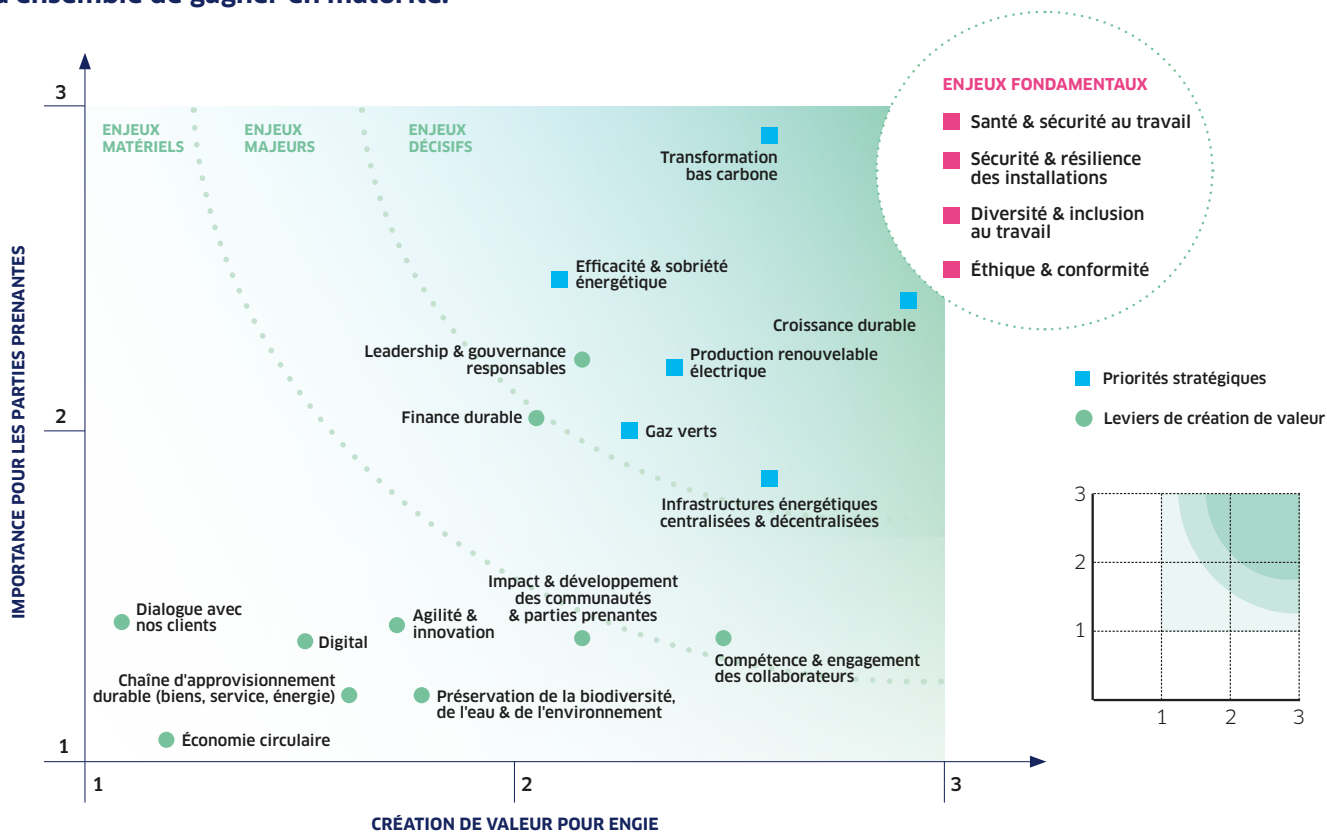 d'ensemble de gagner en maturité.
3
ENJEUX
MATÉRIELS
ENJEUX
MAJEURS
ENJEUX
DÉCISIFS
Transformation
bas carbone
ENJEUX FONDAMENTAUX
Santé & sécurité au travail
Sécurité & résilience
des installations
Diversité & inclusion
au travail
Éthique & conformité
Efficacité & sobriété
énergétique
Croissance durable
Leadership & gouvernance
responsables
Production renouvelable
électrique
Finance durable
2
Gaz verts
Infrastructures énergétiques
centralisées & décentralisées
Priorités stratégiques
Leviers de création de valeur
IMPORTANCE POUR LES PARTIES PRENANTES
Impact & développement
des communautés
& parties prenantes
Dialogue avec
nos clients
Digital
Agilité &
innovation
Compétence & engagement
des collaborateurs
Chaîne d'approvisionnement
durable (biens, service, énergie)
Préservation de la biodiversité,
de l'eau & de l'environnement
Économie circulaire
1
1
2
3
CRÉATION DE VALEUR POUR ENGIE
3
2
1
1
2
3